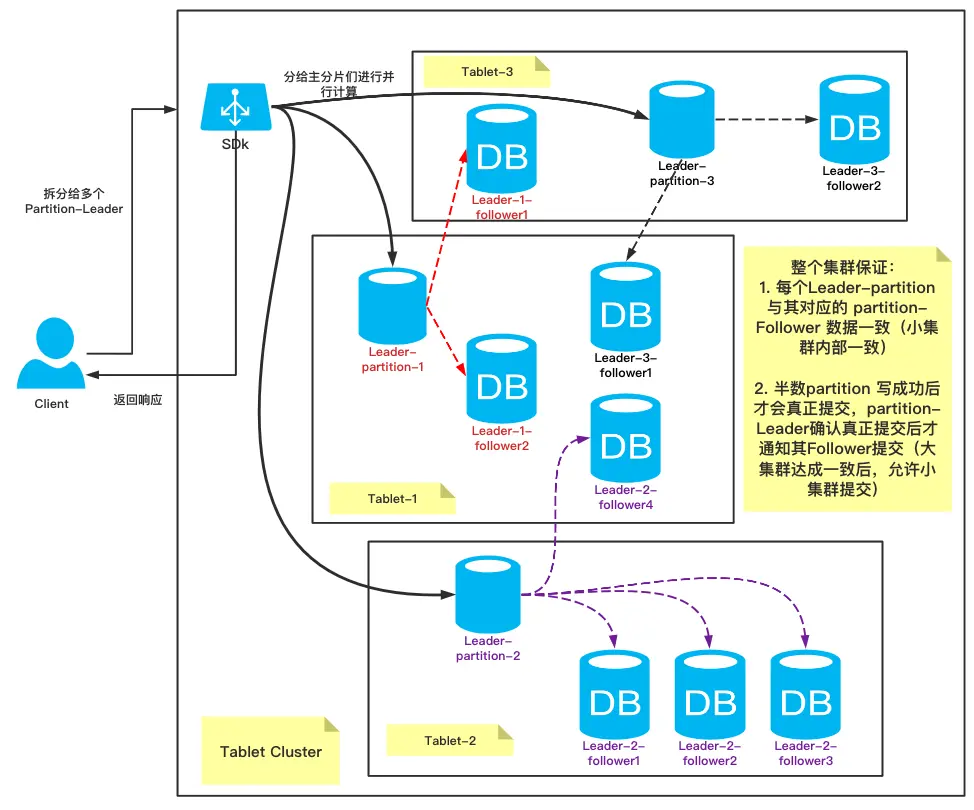 分给主分片们进行并
行计算
Tablet-3
SDk
DB
DB
Leader-
partition-3
Leader-3-
follower2
Leader-1-
follower1
拆分给多个
Partition-Leader
Client
返回响应
Leader-
partition-1
DB
Leader-3-
follower1
DB
Leader-1-
follower2
DB
Leader-2-
follower4
Tablet-1
整个集群保证：
1. 每个Leader-partition
与其对应的 partition-
Follower 数据一致（小集
群内部一致）
2. 半数partition 写成功后
才会真正提交，partition-
Leader确认真正提交后才
通知其Follower提交（大
集群达成一致后，允许小
集群提交）
Leader-
partition-2
DB
DB
DB
Leader-2-
follower1
Leader-2-
follower2
Leader-2-
follower3
Tablet-2
Tablet Cluster